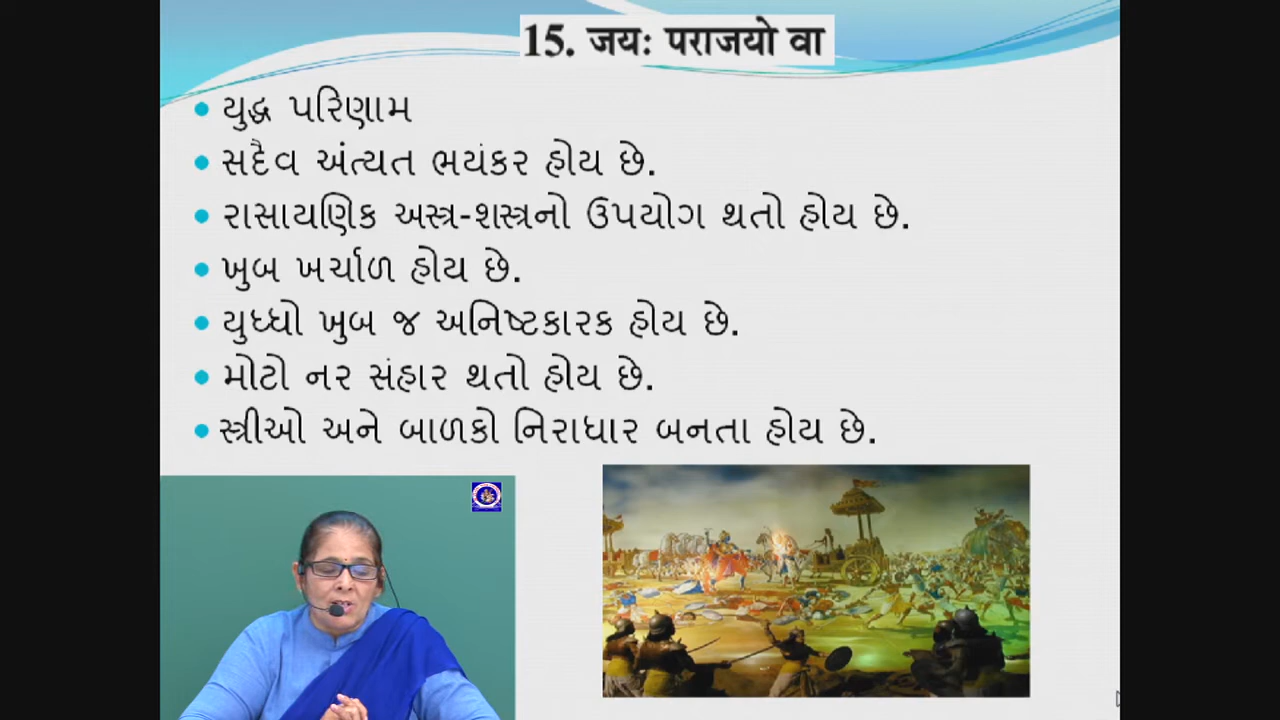 15. जयः पराजयो वा
યુદ્ધ પરિણામ
સદૈવ અંત્યત ભયંકર હોય છે.
રાસાયણિક અસ્ત્ર-શસ્ત્રનો ઉપયોગ થતો હોય છે.
ખુબ ખર્ચાળ હોય છે.
યુધ્ધો ખુબ જ અનિષ્ટકારક હોય છે.
મોટો નર સંહાર થતો હોય છે.
સ્ત્રીઓ અને બાળકો નિરાધાર બનતા હોય છે.